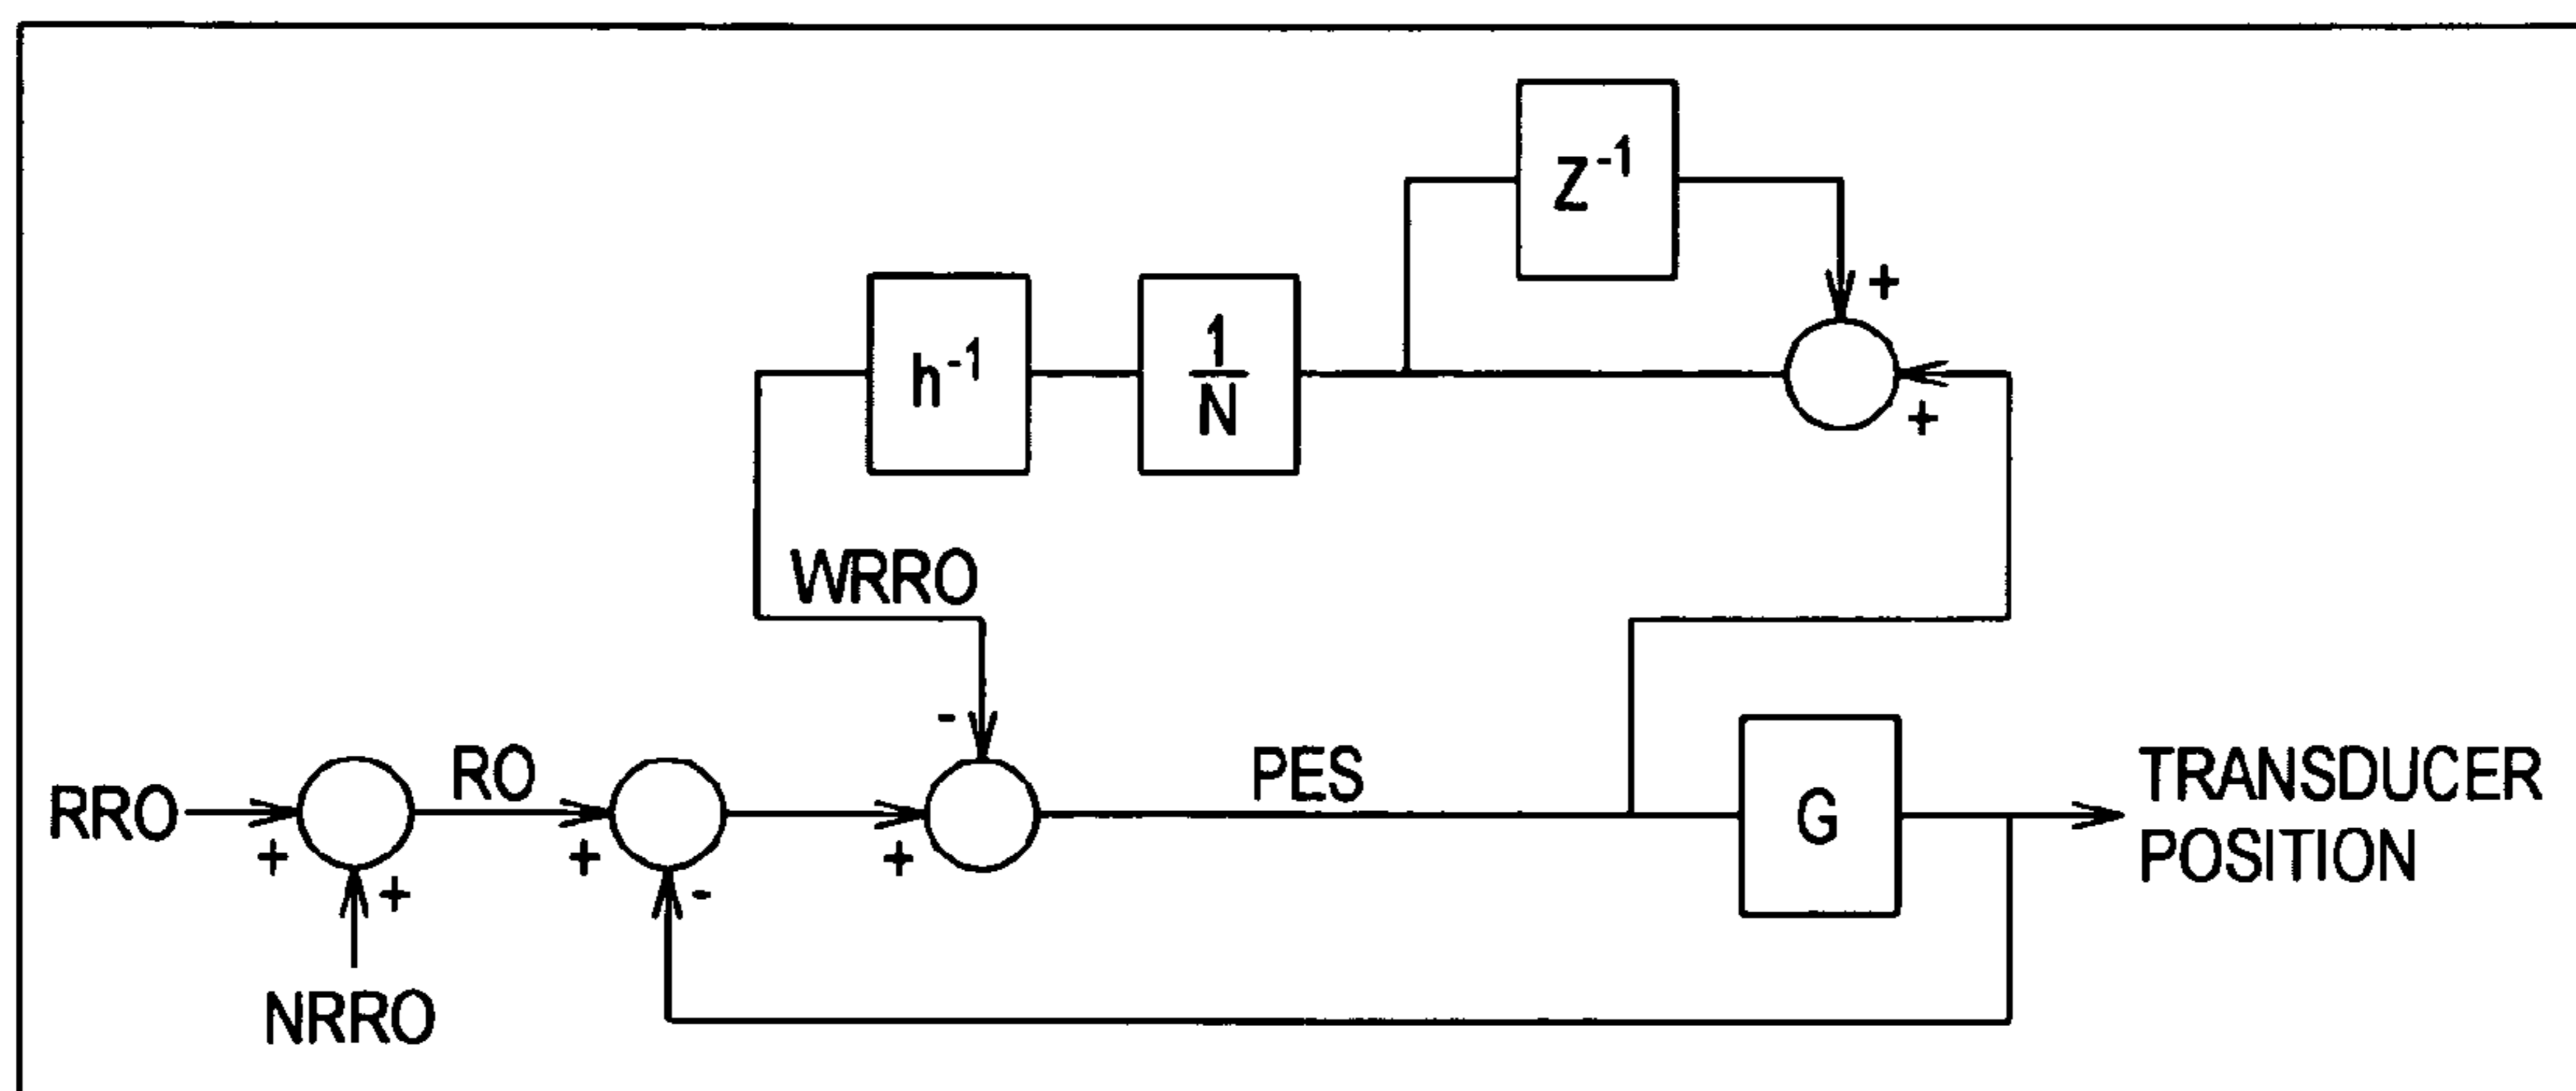 Z⁻¹
+
h⁻¹
1
N
+
WRRO
-
RRO
RO
PES
G
TRANSDUCER
POSITION
+
+
+
+
-
NRRO